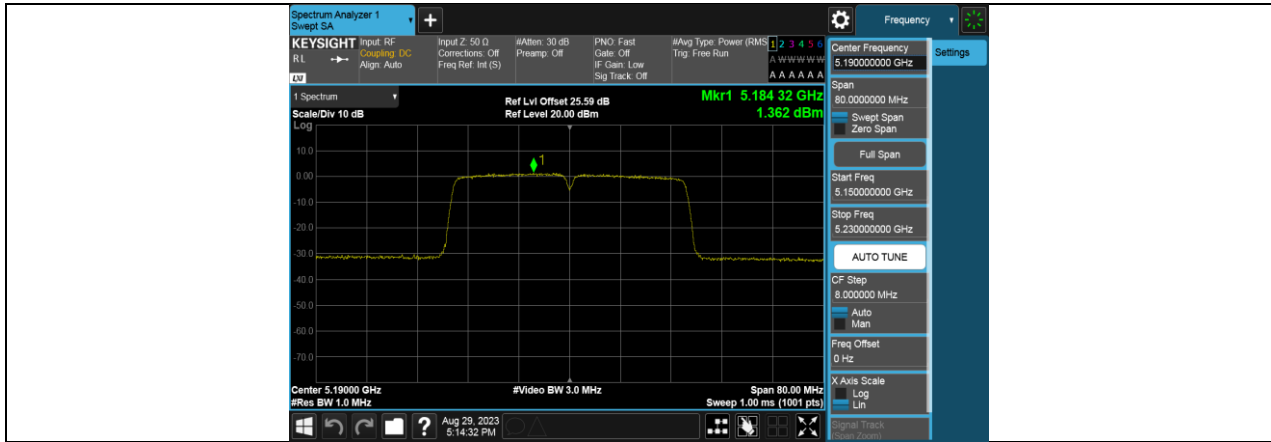 Spectrum Analyzer 1
Swept SA
+
Frequency
KEYSIGHT
RL
LXI
Input: RF
Coupling: DC
Align: Auto
Input Z: 50 Ω
Corrections: Off
Freq Ref: Int (S)
#Atten: 30 dB
Preamp: Off
PNO: Fast
Gate: Off
IF Gain: Low
Sig Track: Off
#Avg Type: Power (RMS
Trig: Free Run
1 2 3 4 5 6
A W W W W W
A A A A A A
1 Spectrum
Scale/Div 10 dB
Ref Lvl Offset 25.59 dB
Ref Level 20.00 dBm
Mkr1 5.184 32 GHz
1.362 dBm
Log
10.0
0.00
-10.0
-20.0
-30.0
-40.0
-50.0
-60.0
-70.0
1
Center 5.19000 GHz
#Res BW 1.0 MHz
#Video BW 3.0 MHz
Span 80.00 MHz
Sweep 1.00 ms (1001 pts)
?
Aug 29, 2023
5:14:32 PM
Center Frequency
5.190000000 GHz
Settings
Span
80.0000000 MHz
Swept Span
Zero Span
Full Span
Start Freq
5.150000000 GHz
Stop Freq
5.230000000 GHz
AUTO TUNE
CF Step
8.000000 MHz
Auto
Man
Freq Offset
0 Hz
X Axis Scale
Log
Lin
Signal Track
(Span Zoom)